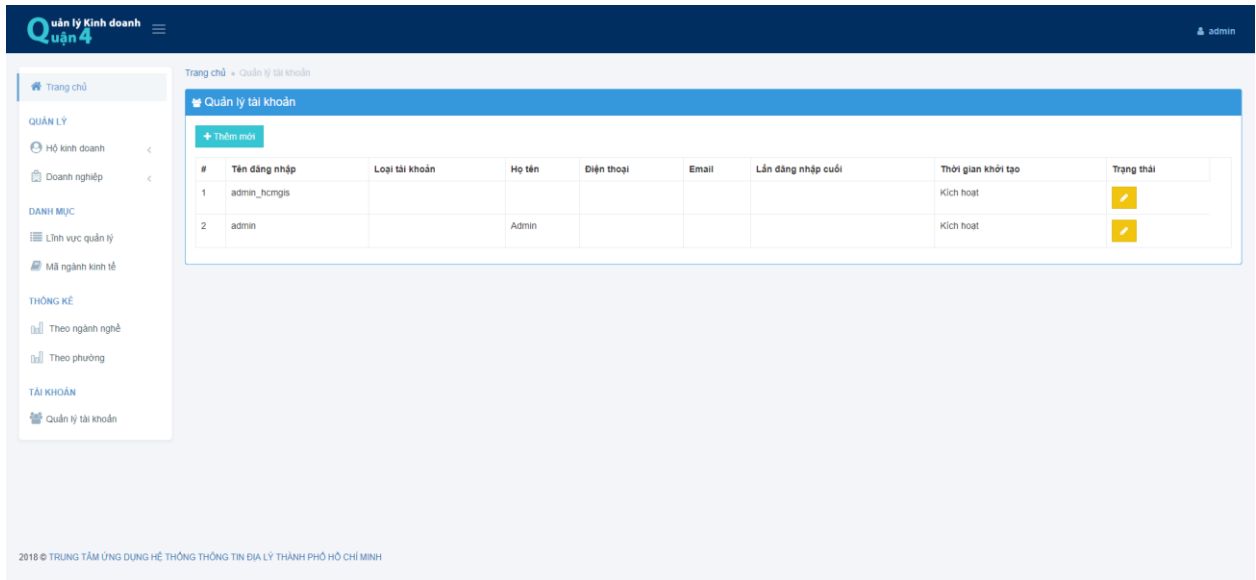 Quản lý Kinh doanh
Quận 4
admin
Trang chủ
QUẢN LÝ
Hộ kinh doanh
Doanh nghiệp
DANH MỤC
Lĩnh vực quản lý
Mã ngành kinh tế
THỐNG KÊ
Theo ngành nghề
Theo phường
TÀI KHOẢN
Quản lý tài khoản
Trang chủ » Quản lý tài khoản
Quản lý tài khoản
+ Thêm mới
# Tên đăng nhập Loại tài khoản Họ tên Điện thoại Email Lần đăng nhập cuối Thời gian khởi tạo Trạng thái
1 admin_hcmgis Kích hoạt
2 admin Admin Kích hoạt
2018 © TRUNG TÂM ỨNG DỤNG HỆ THỐNG THÔNG TIN ĐỊA LÝ THÀNH PHỐ HỒ CHÍ MINH